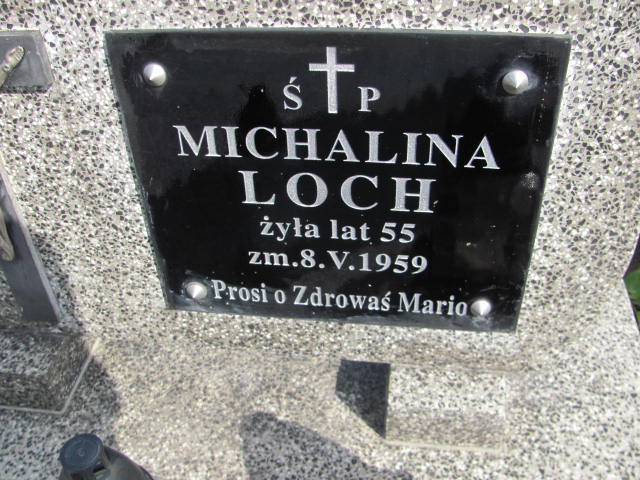 Ś P
MICHALINA
LOCH
żyła lat 55
zm.8.V.1959
Prosi o Zdrowaś Mario